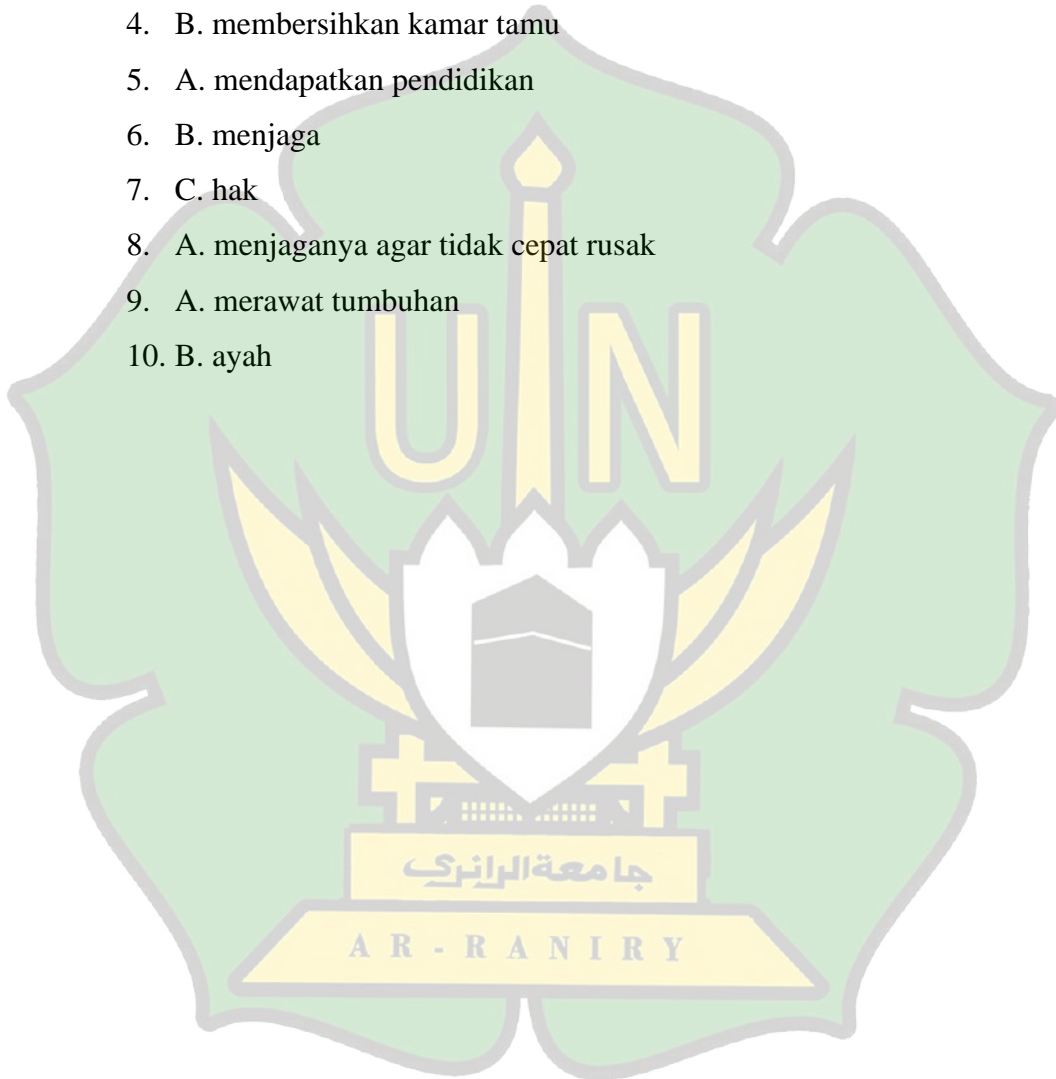 4. B. membersihkan kamar tamu
5. A. mendapatkan pendidikan
6. B. menjaga
7. C. hak
8. A. menjaganya agar tidak cepat rusak
9. A. merawat tumbuhan
10. B. ayah
UIN
جامعة الرانري
AR-RANIRY